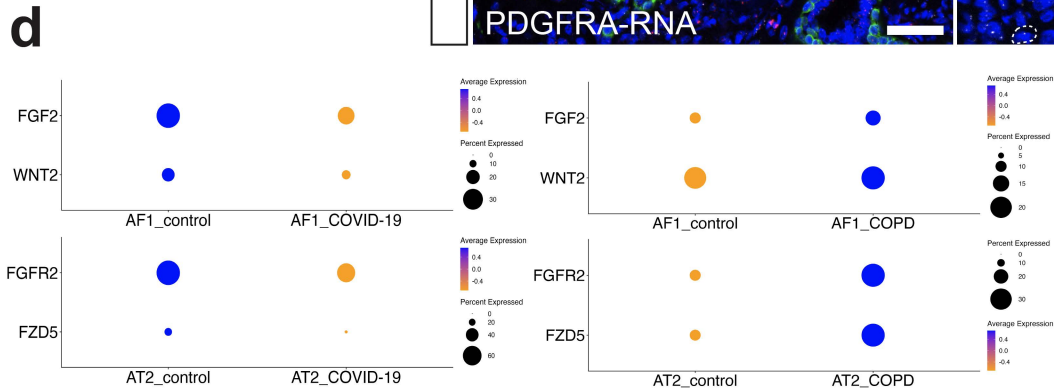 d
PDGFRA-RNA
FGF2
WNT2
AF1_control AF1_COVID-19
Average Expression
0.4
0.0
-0.4
Percent Expressed
0
10
20
30
FGF2
WNT2
AF1_control AF1_COPD
Average Expression
0.4
0.0
-0.4
Percent Expressed
0
5
10
15
20
FGFR2
FZD5
AT2_control AT2_COVID-19
Average Expression
0.4
0.0
-0.4
Percent Expressed
0
20
40
60
FGFR2
FZD5
AT2_control AT2_COPD
Percent Expressed
0
10
20
30
Average Expression
0.4
0.0
-0.4